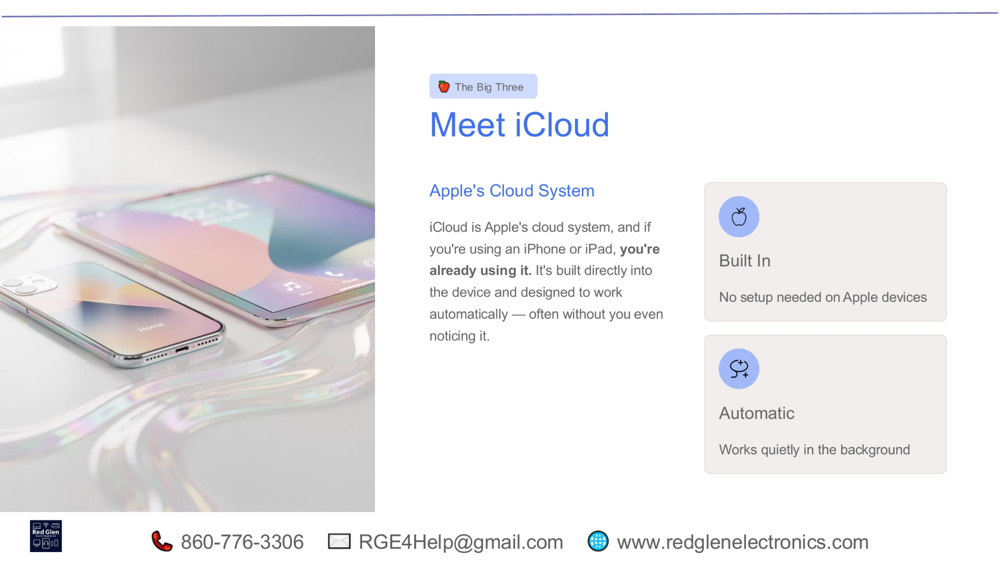 The Big Three
Meet iCloud
Apple's Cloud System
iCloud is Apple's cloud system, and if
you're using an iPhone or iPad, you're
already using it. It's built directly into
the device and designed to work
automatically — often without you even
noticing it.
Built In
No setup needed on Apple devices
Automatic
Works quietly in the background
12:14
Music
Phone
Home
Red Glen
ELECTRONICS
860-776-3306
RGE4Help@gmail.com
www.redglenelectronics.com